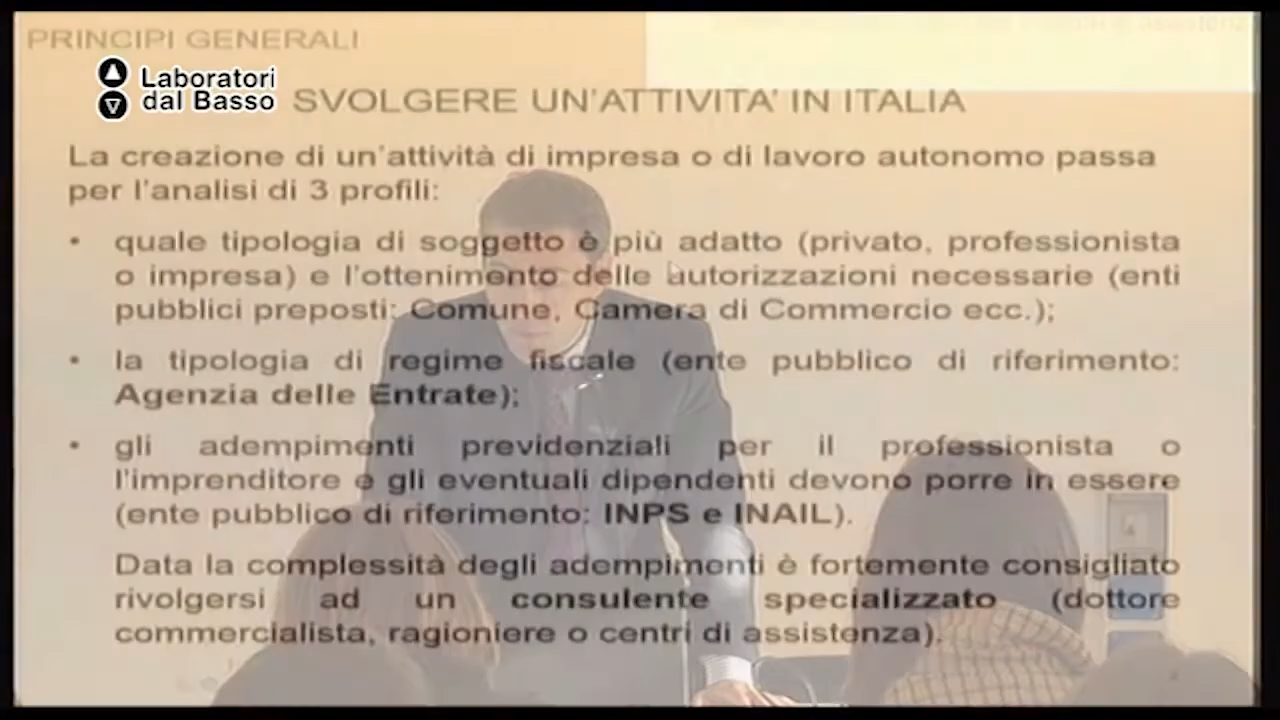 PRINCIPI GENERALI
Laboratori
dal Basso
SVOLGERE UN'ATTIVITA' IN ITALIA
La creazione di un'attività di impresa o di lavoro autonomo passa
per l'analisi di 3 profili:
• quale tipologia di soggetto è più adatto (privato, professionista
o impresa) e l'ottenimento delle autorizzazioni necessarie (enti
pubblici preposti: Comune, Camera di Commercio ecc.);
• la tipologia di regime fiscale (ente pubblico di riferimento:
Agenzia delle Entrate);
• gli adempimenti previdenziali per il professionista o
l'imprenditore e gli eventuali dipendenti devono porre in essere
(ente pubblico di riferimento: INPS e INAIL).
Data la complessità degli adempimenti è fortemente consigliato
rivolgersi ad un consulente specializzato (dottore
commercialista, ragioniere o centri di assistenza).